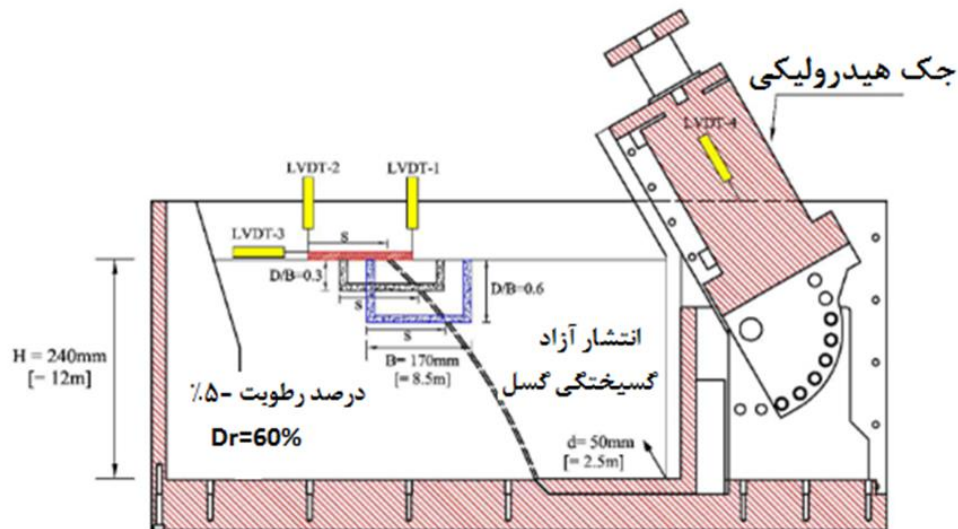 جک هیدرولیکی
LVDT-4
LVDT-2
LVDT-1
LVDT-3
S
D/B=0.3
D/B=0.6
S
S
B= 170mm
[= 8.5m]
H = 240mm
[= 12m]
انتشار آزاد
گسیختگی گسل
درصد رطوبت -۵٪
Dr=60%
d= 50mm
[= 2.5m]